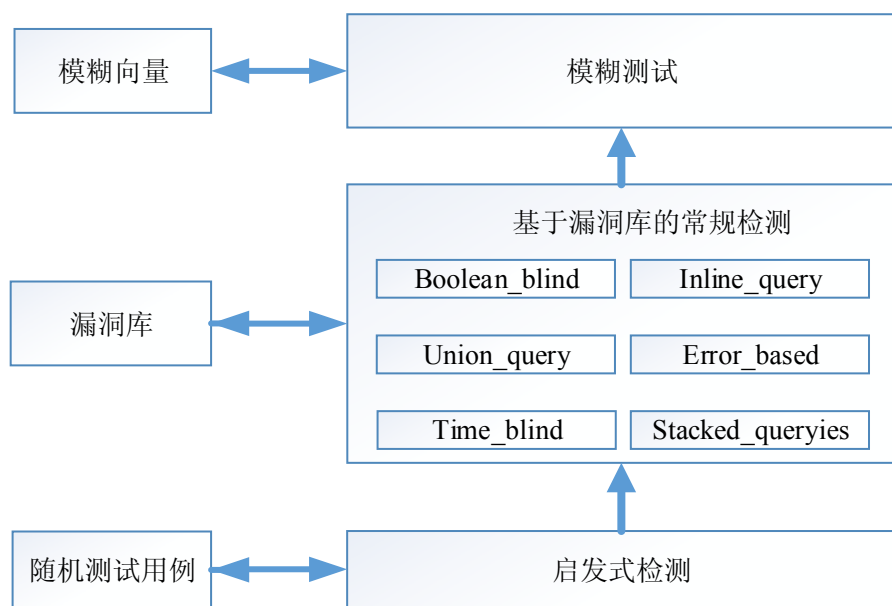 模糊向量
模糊测试
基于漏洞库的常规检测
Boolean_blind
Inline_query
漏洞库
Union_query
Error_based
Time_blind
Stacked_queryies
随机测试用例
启发式检测